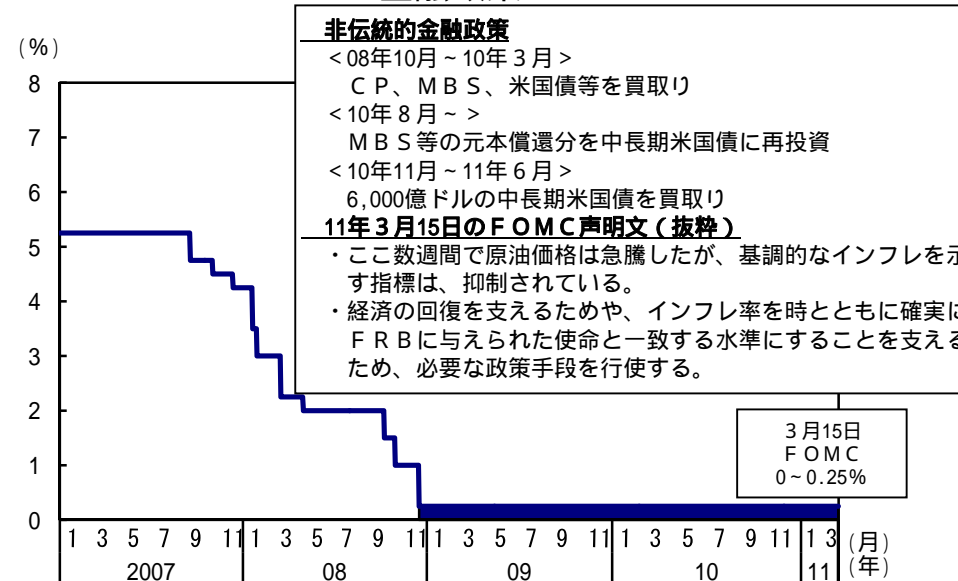 非伝統的金融政策
＜08年10月～10年３月＞
ＣＰ、ＭＢＳ、米国債等を買取り
＜10年８月～＞
ＭＢＳ等の元本償還分を中長期米国債に再投資
＜10年11月～11年６月＞
6,000億ドルの中長期米国債を買取り
11年３月15日のＦＯＭＣ声明文（抜粋）
・ここ数週間で原油価格は急騰したが、基調的なインフレを示
す指標は、抑制されている。
・経済の回復を支えるためや、インフレ率を時とともに確実に
ＦＲＢに与えられた使命と一致する水準にすることを支える
ため、必要な政策手段を行使する。
(％)
8
7
6
5
4
3
2
1
0
３月15日
ＦＯＭＣ
0～0.25%
1 3 5 7 9 11 1 3 5 7 9 11 1 3 5 7 9 11 1 3 5 7 9 11 1 3 (月)
2007 08 09 10 11 (年)